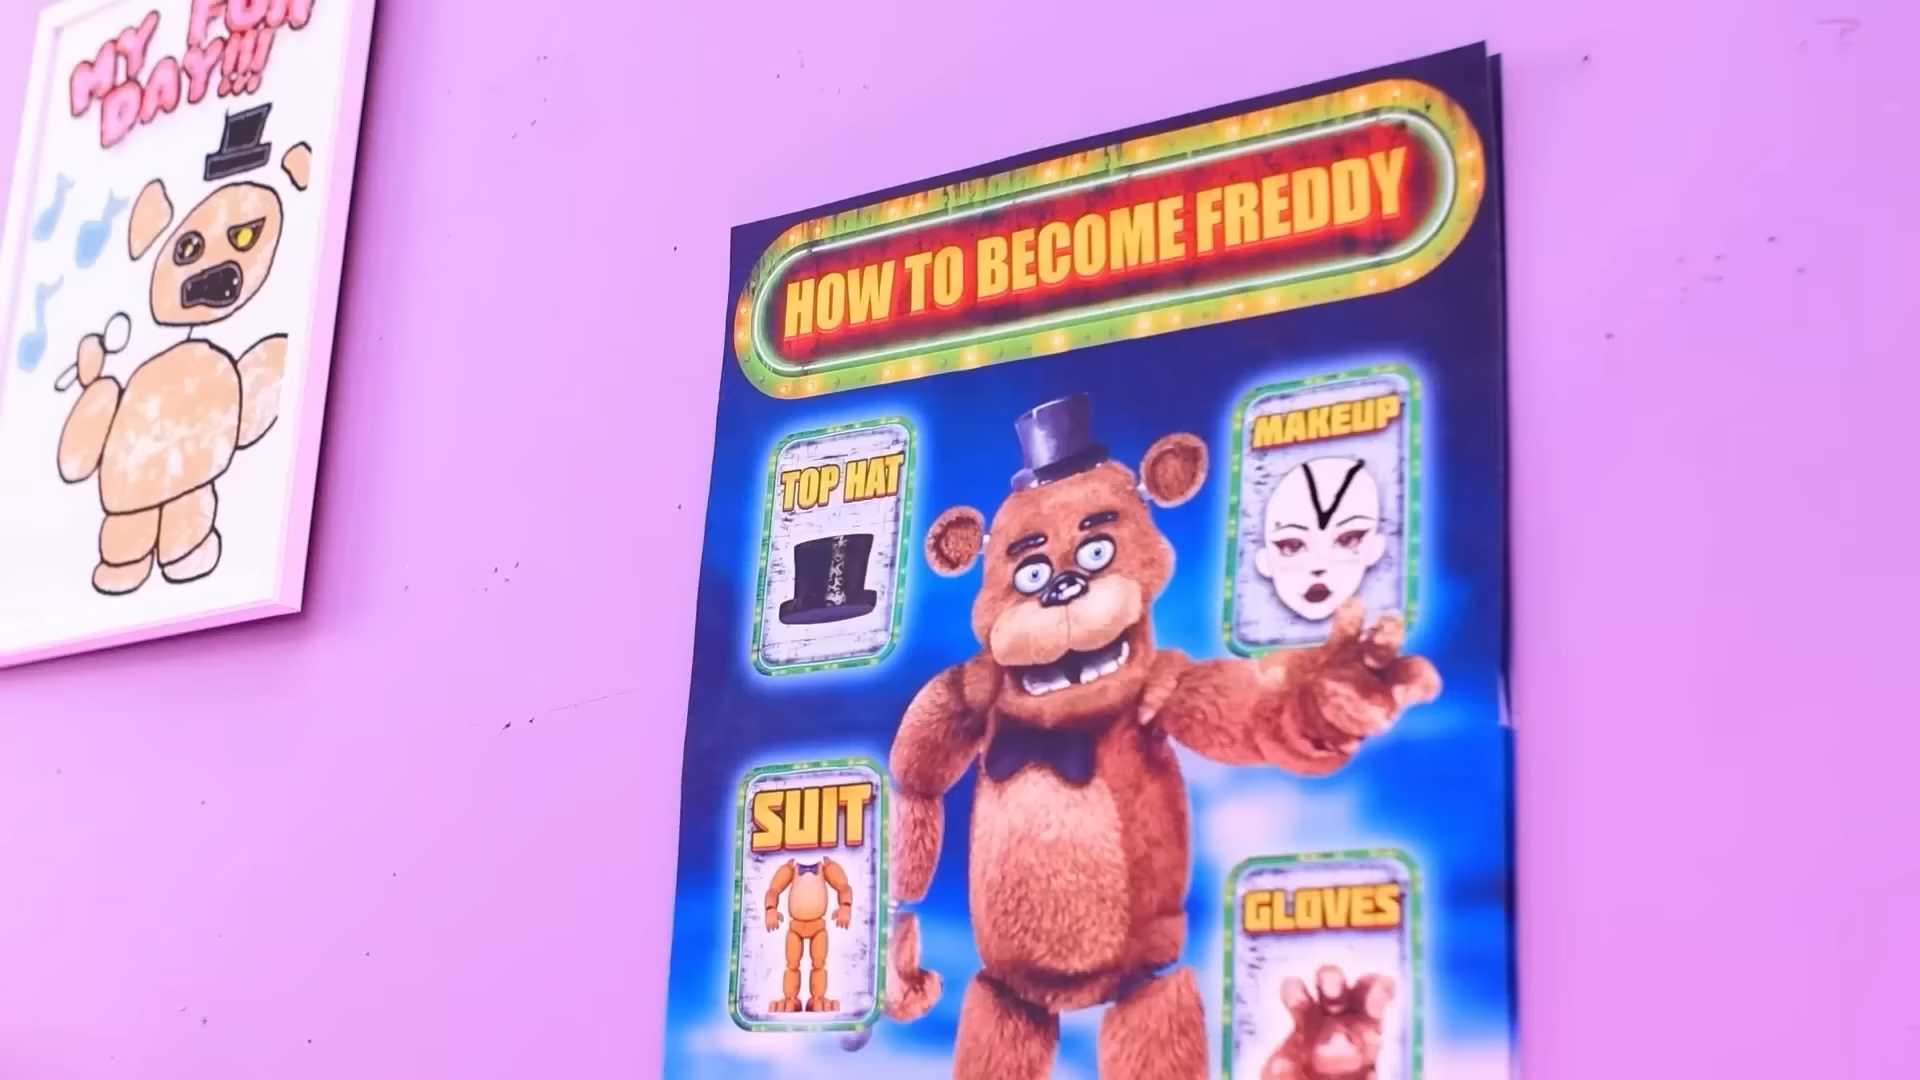 MY FUN
DAY!!!
HOW TO BECOME FREDDY
TOP HAT
MAKEUP
SUIT
GLOVES